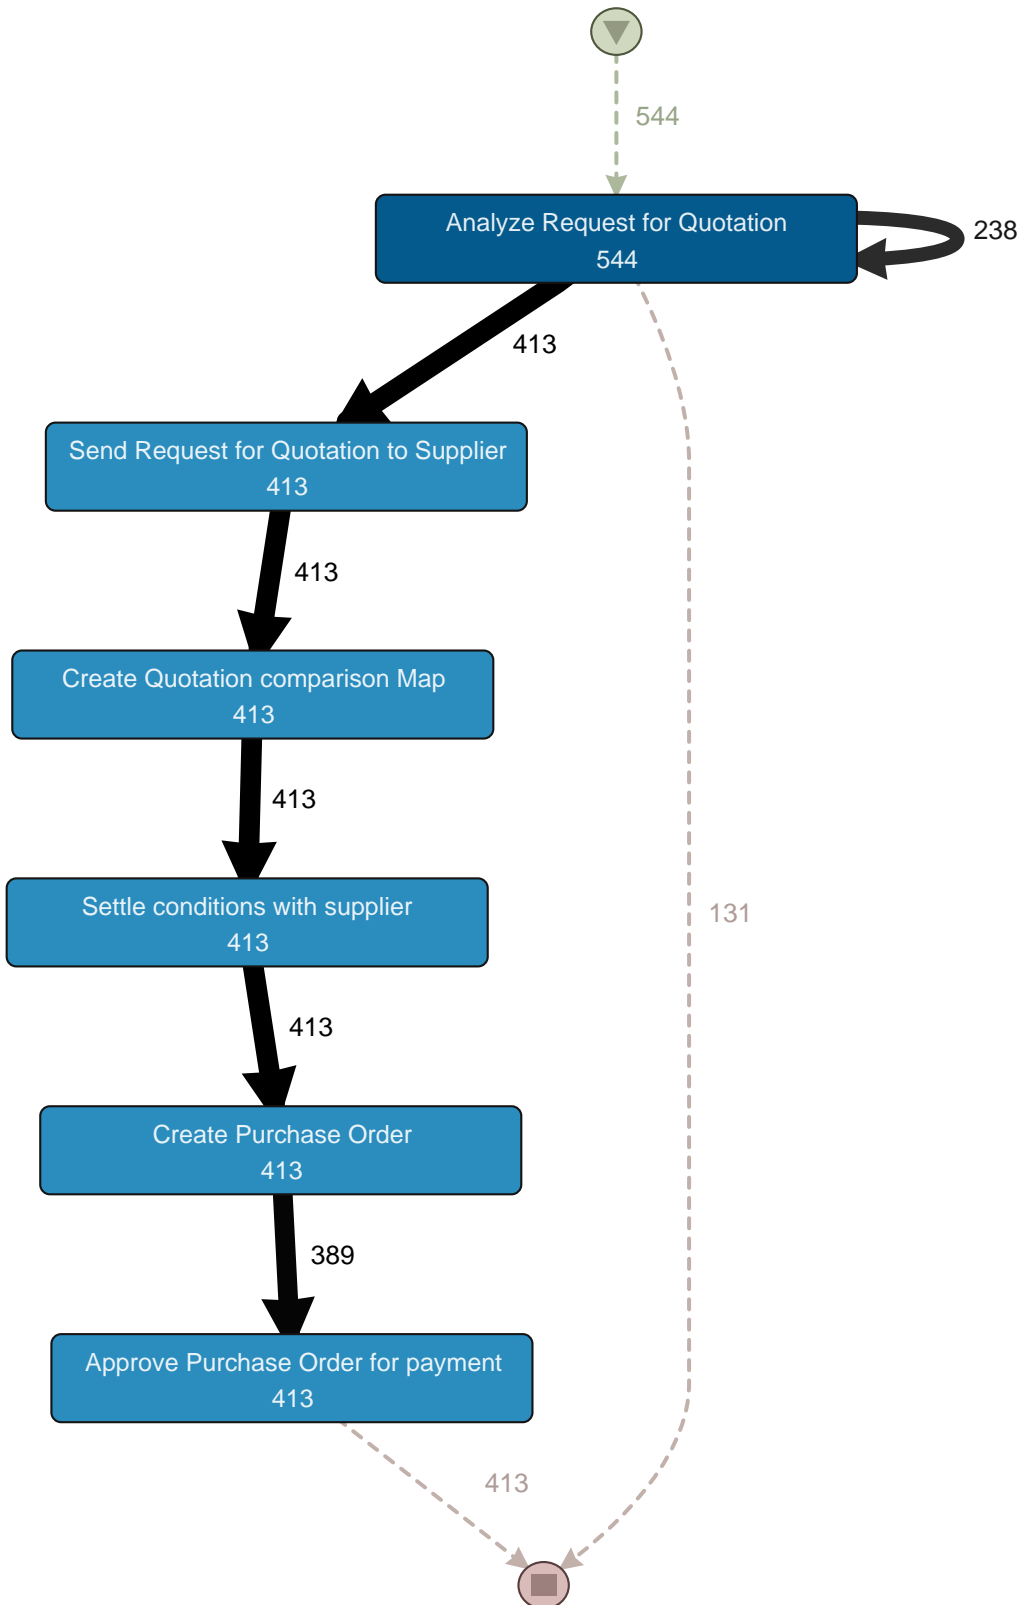 544
Analyze Request for Quotation
544
238
413
Send Request for Quotation to Supplier
413
413
Create Quotation comparison Map
413
413
Settle conditions with supplier
413
131
413
Create Purchase Order
413
389
Approve Purchase Order for payment
413
413